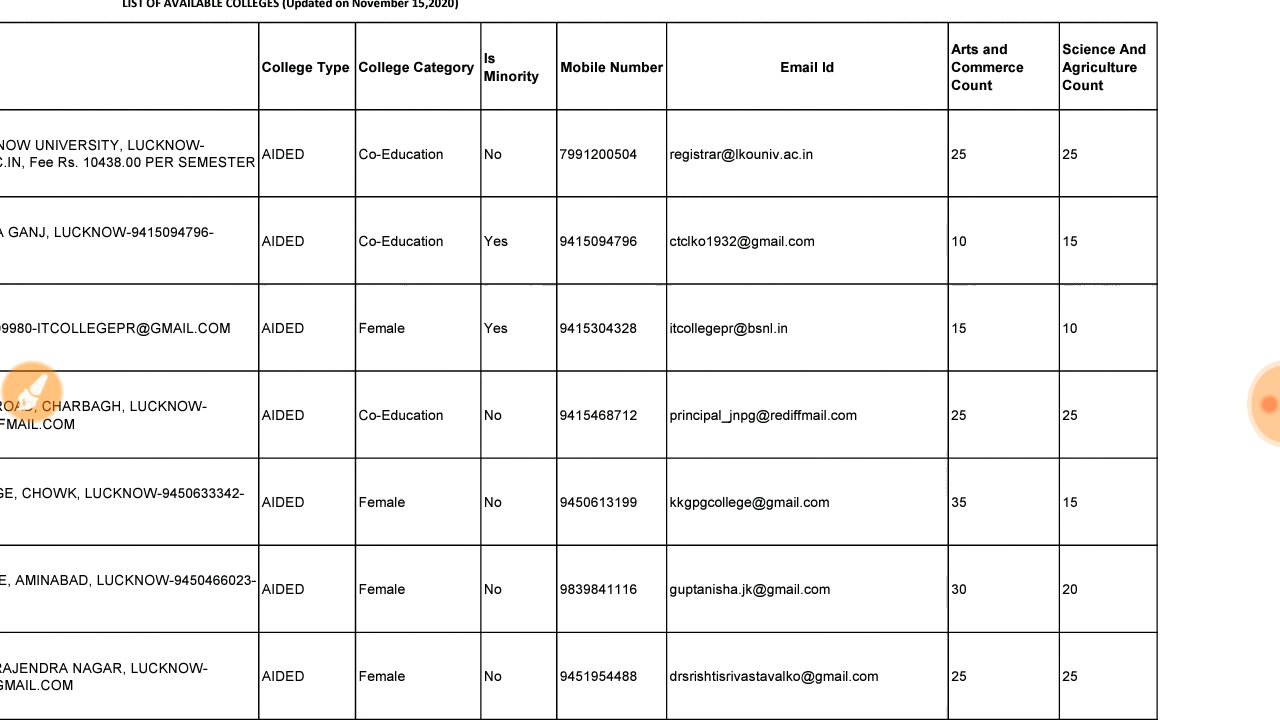 LIST OF AVAILABLE COLLEGES (Updated on November 15,2020)
College Type College Category Is Minority Mobile Number Email Id Arts and Commerce Count Science And Agriculture Count
NOW UNIVERSITY, LUCKNOW-
C.IN, Fee Rs. 10438.00 PER SEMESTER AIDED Co-Education No 7991200504 registrar@lkouniv.ac.in 25 25
A GANJ, LUCKNOW-9415094796-
AIDED Co-Education Yes 9415094796 ctclko1932@gmail.com 10 15
99980-ITCOLLEGEPR@GMAIL.COM AIDED Female Yes 9415304328 itcollegepr@bsnl.in 15 10
ROAD, CHARBAGH, LUCKNOW-
FMAIL.COM AIDED Co-Education No 9415468712 principal_jnpg@rediffmail.com 25 25
GE, CHOWK, LUCKNOW-9450633342-
AIDED Female No 9450613199 kkgpgcollege@gmail.com 35 15
E, AMINABAD, LUCKNOW-9450466023-
AIDED Female No 9839841116 guptanisha.jk@gmail.com 30 20
RAJENDRA NAGAR, LUCKNOW-
GMAIL.COM AIDED Female No 9451954488 drsrishtisrivastavalko@gmail.com 25 25